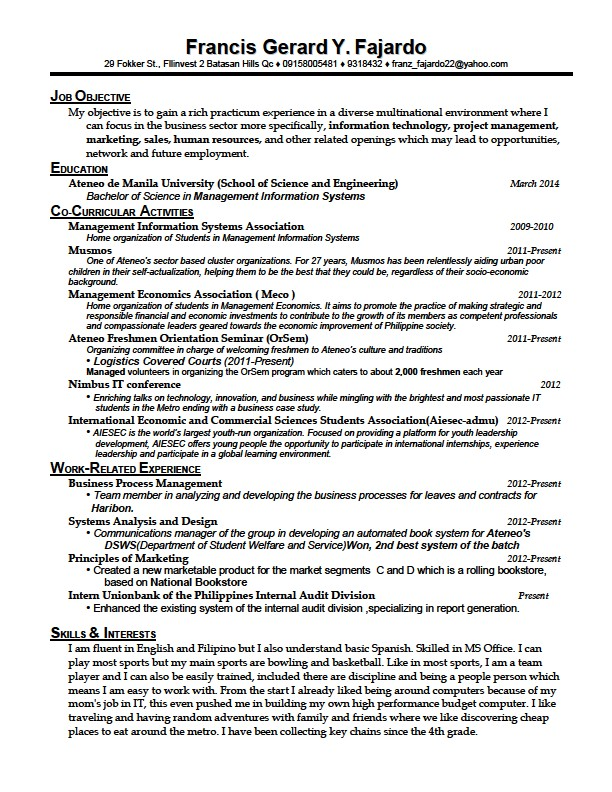 Francis Gerard Y. Fajardo
29 Fokker St., FIlinvest 2 Batasan Hills Qc ♦ 09158005481 ♦ 9318432 ♦ franz_fajardo22@yahoo.com
JOB OBJECTIVE
My objective is to gain a rich practicum experience in a diverse multinational environment where I
can focus in the business sector more specifically, information technology, project management,
marketing, sales, human resources, and other related openings which may lead to opportunities,
network and future employment.
EDUCATION
Ateneo de Manila University (School of Science and Engineering) March 2014
Bachelor of Science in Management Information Systems
CO-CURRICULAR ACTIVITIES
Management Information Systems Association 2009-2010
Home organization of Students in Management Information Systems
Musmos 2011-Present
One of Ateneo's sector based cluster organizations. For 27 years, Musmos has been relentlessly aiding urban poor
children in their self-actualization, helping them to be the best that they could be, regardless of their socio-economic
background.
Management Economics Association ( Meco ) 2011-2012
Home organization of students in Management Economics. It aims to promote the practice of making strategic and
responsible financial and economic investments to contribute to the growth of its members as competent professionals
and compassionate leaders geared towards the economic improvement of Philippine society.
Ateneo Freshmen Orientation Seminar (OrSem) 2011-Present
Organizing committee in charge of welcoming freshmen to Ateneo's culture and traditions
• Logistics Covered Courts (2011-Present)
Managed volunteers in organizing the OrSem program which caters to about 2,000 freshmen each year
Nimbus IT conference 2012
• Enriching talks on technology, innovation, and business while mingling with the brightest and most passionate IT
students in the Metro ending with a business case study.
International Economic and Commercial Sciences Students Association(Aiesec-admu) 2012-Present
• AIESEC is the world's largest youth-run organization. Focused on providing a platform for youth leadership
development, AIESEC offers young people the opportunity to participate in international internships, experience
leadership and participate in a global learning environment.
WORK-RELATED EXPERIENCE
Business Process Management 2012-Present
• Team member in analyzing and developing the business processes for leaves and contracts for
Haribon.
Systems Analysis and Design 2012-Present
• Communications manager of the group in developing an automated book system for Ateneo's
DSWS(Department of Student Welfare and Service)Won, 2nd best system of the batch
Principles of Marketing 2012-Present
• Created a new marketable product for the market segments C and D which is a rolling bookstore,
based on National Bookstore
Intern Unionbank of the Philippines Internal Audit Division Present
• Enhanced the existing system of the internal audit division ,specializing in report generation.
SKILLS & INTERESTS
I am fluent in English and Filipino but I also understand basic Spanish. Skilled in MS Office. I can
play most sports but my main sports are bowling and basketball. Like in most sports, I am a team
player and I can also be easily trained, included there are discipline and being a people person which
means I am easy to work with. From the start I already liked being around computers because of my
mom's job in IT, this even pushed me in building my own high performance budget computer. I like
traveling and having random adventures with family and friends where we like discovering cheap
places to eat around the metro. I have been collecting key chains since the 4th grade.